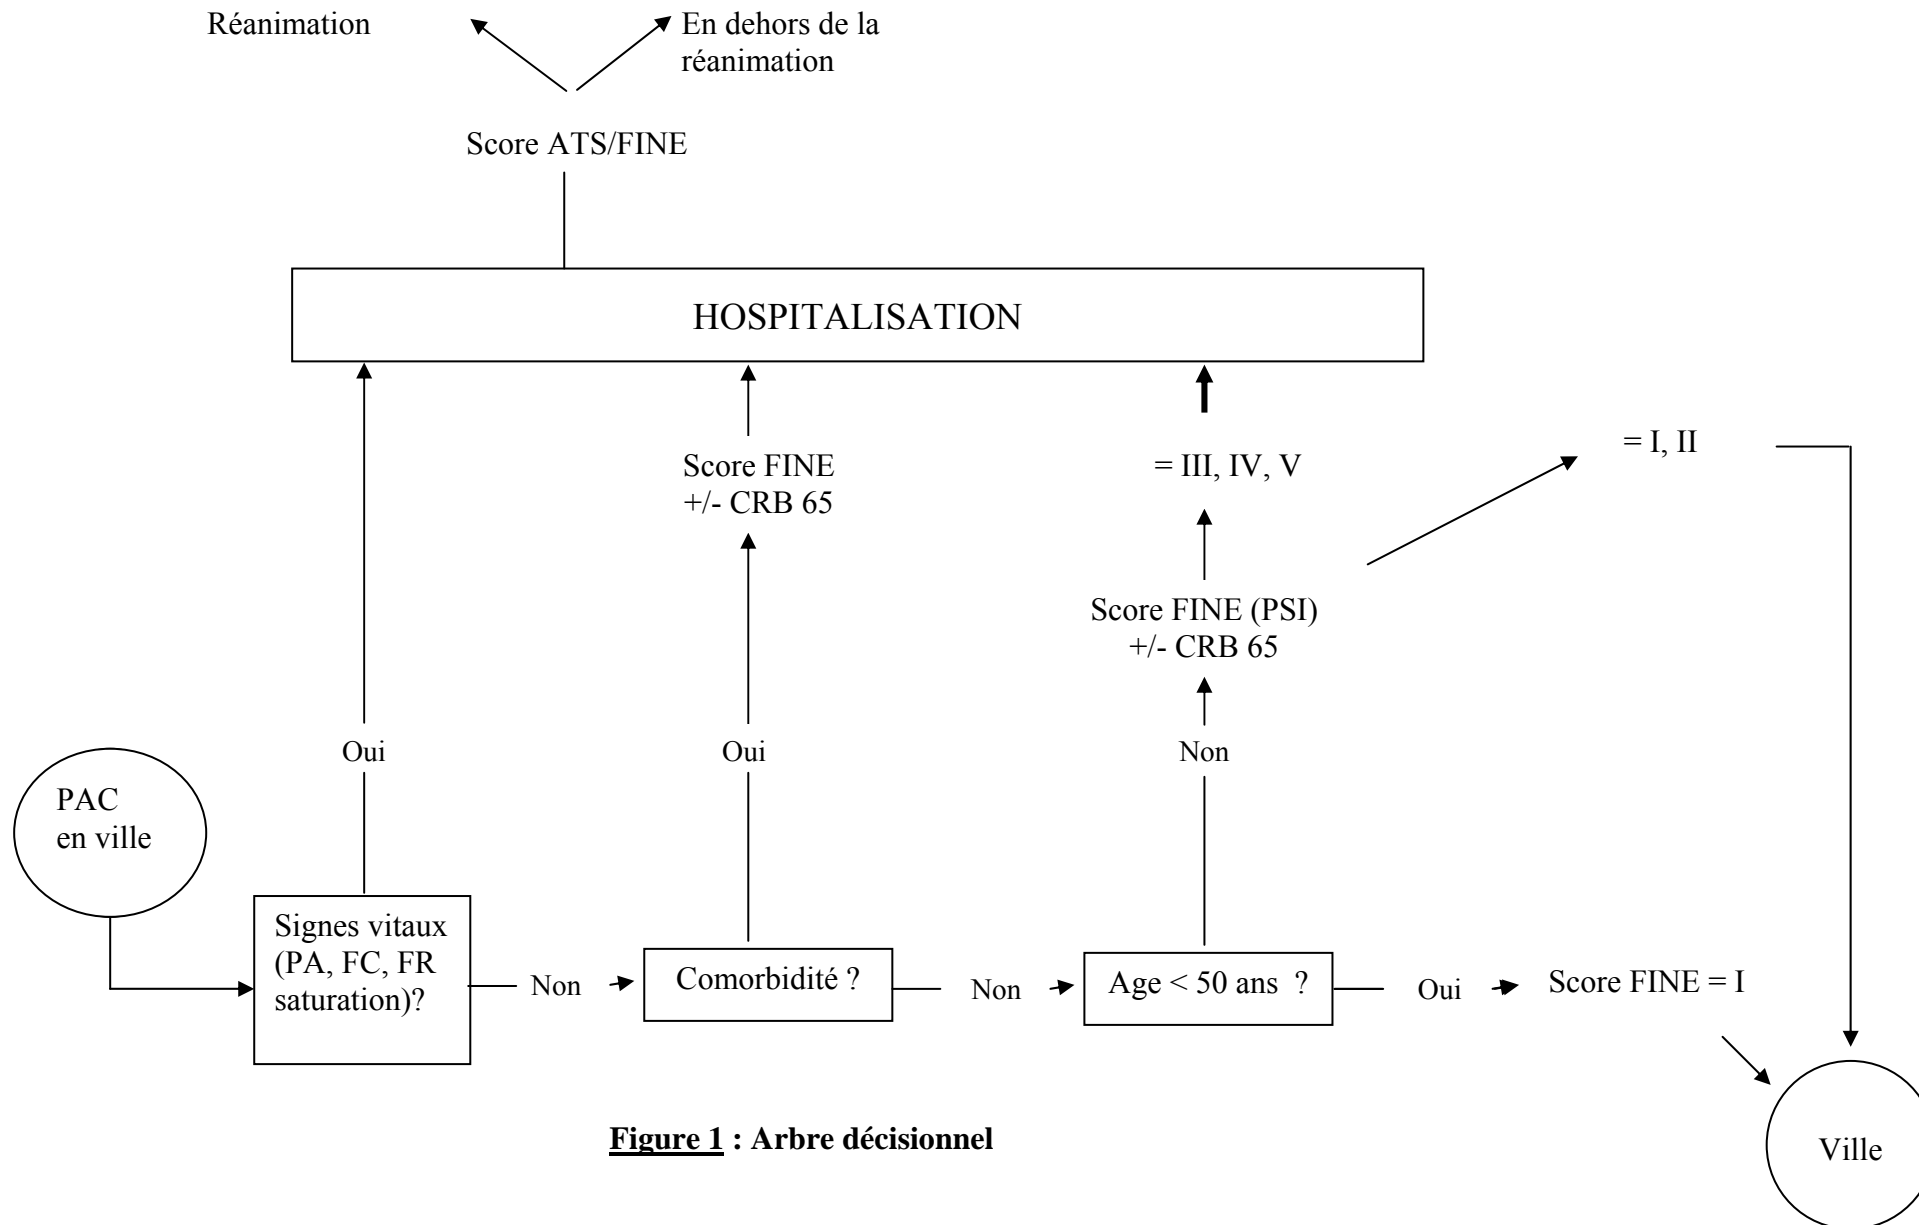 Réanimation
En dehors de la
réanimation
Score ATS/FINE
HOSPITALISATION
Score FINE
+/- CRB 65
= III, IV, V
= I, II
Score FINE (PSI)
+/- CRB 65
Oui
Oui
Non
PAC
en ville
Signes vitaux
(PA, FC, FR
saturation)?
Non
Comorbidité ?
Non
Age < 50 ans ?
Oui
Score FINE = I
Ville
Figure 1 : Arbre décisionnel